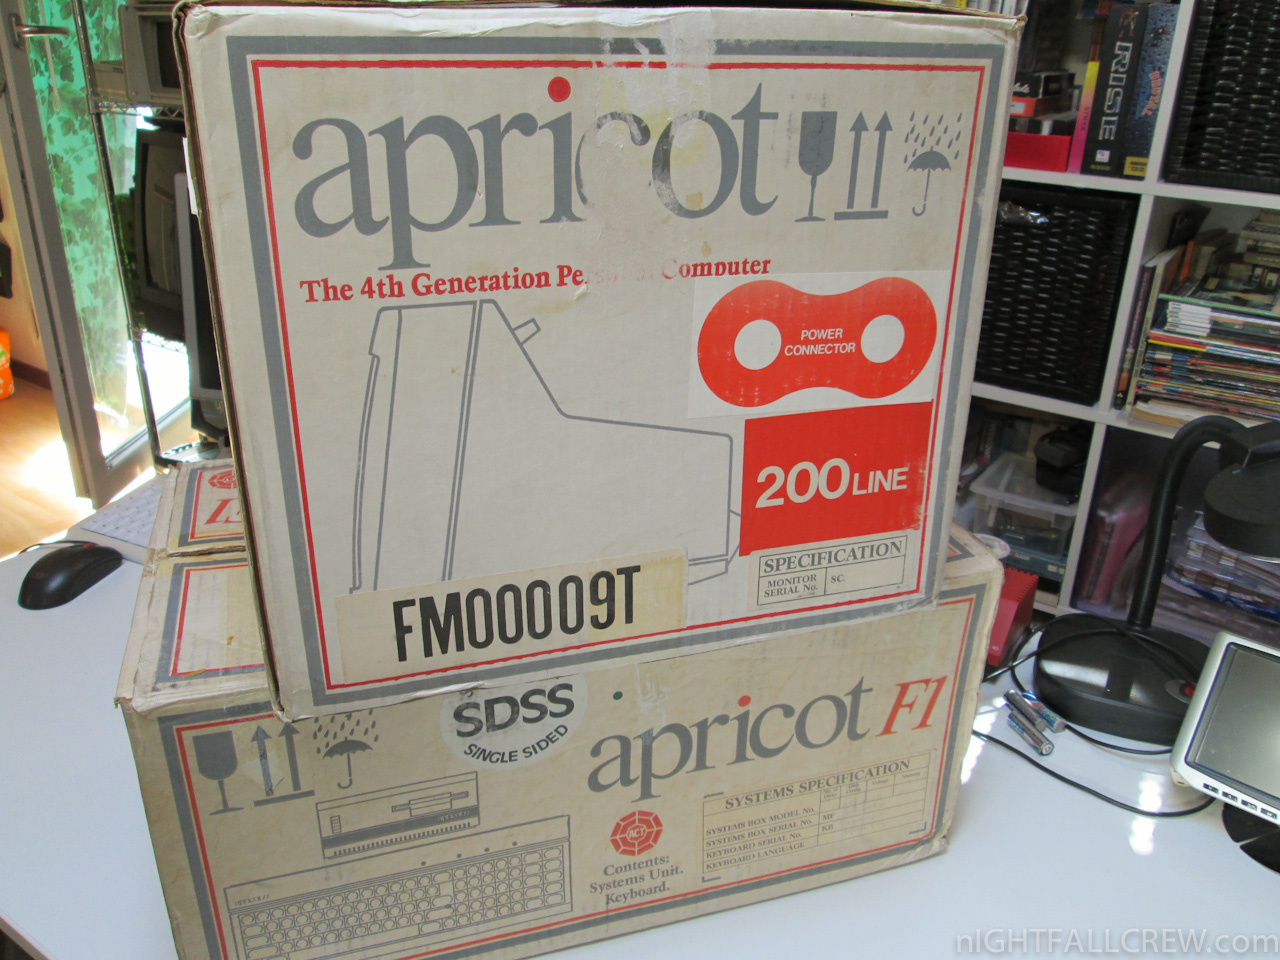 apricot
The 4th Generation Computer
POWER
CONNECTOR
200 LINE
SPECIFICATION
MONITOR
SERIAL No.
SC.
FM00009T
SDSS
SINGLE SIDED
apricot F1
SYSTEMS SPECIFICATION
SYSTEMS BOX MODEL No.
SYSTEMS BOX SERIAL No. MF
KEYBOARD SERIAL No. KB
KEYBOARD LANGUAGE
ACT
Contents:
Systems Unit.
Keyboard.
RISE
nIGHTFALLCREW.com